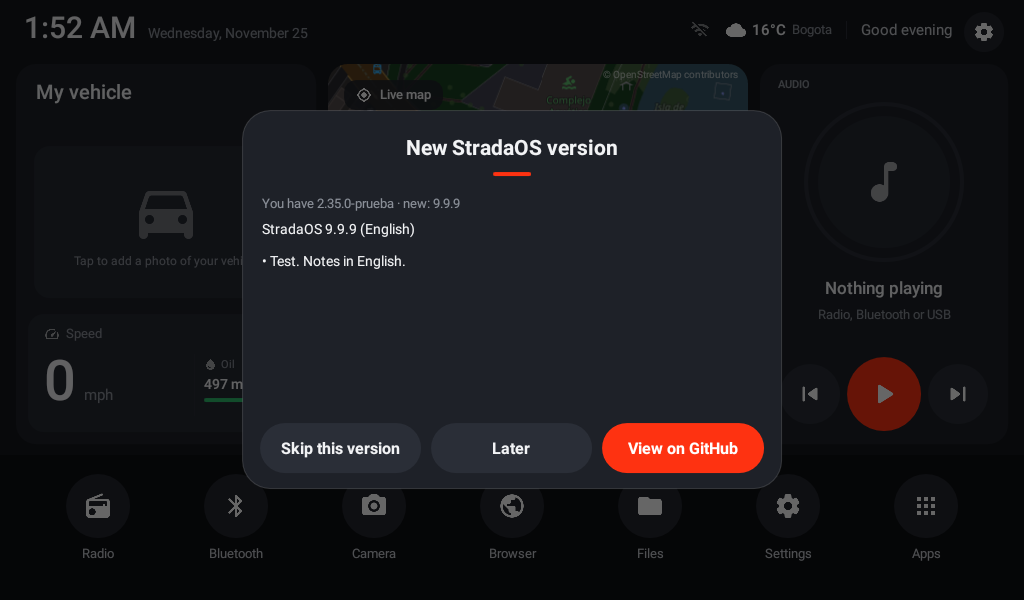 1:52 AM Wednesday, November 25
16°C Bogota
Good evening
My vehicle
Live map
© OpenStreetMap contributors
Complejo
AUDIO
New StradaOS version
You have 2.35.0-prueba · new: 9.9.9
StradaOS 9.9.9 (English)
• Test. Notes in English.
Tap to add a photo of your
Speed
0 mph
Oil
497
Nothing playing
Radio, Bluetooth or USB
Skip this version
Later
View on GitHub
Radio
Bluetooth
Camera
Browser
Files
Settings
Apps